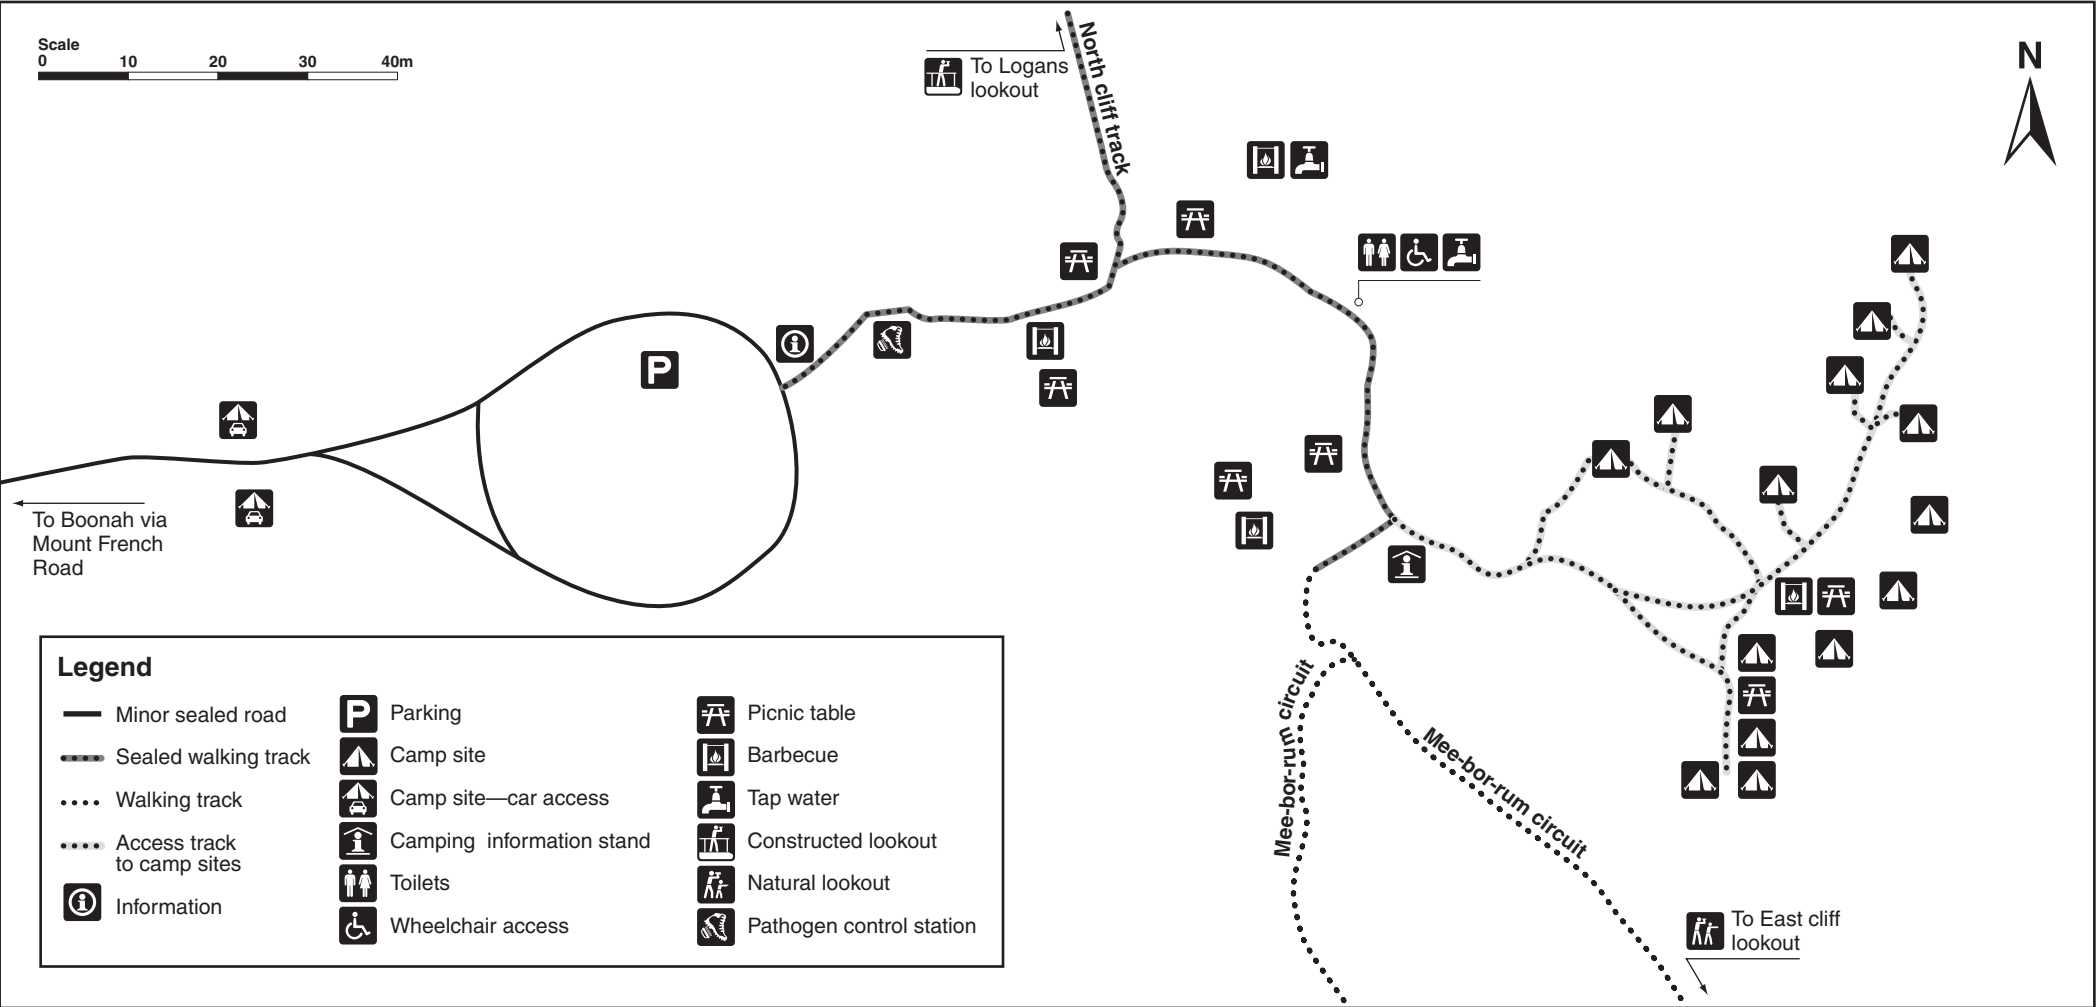 Scale
0 10 20 30 40m
To Logans
lookout
North cliff track
N
P
To Boonah via
Mount French
Road
Mee-bor-rum circuit
Mee-bor-rum circuit
To East cliff
lookout
Legend
Minor sealed road
Sealed walking track
Walking track
Access track
to camp sites
Information
P Parking
Camp site
Camp site—car access
Camping information stand
Toilets
Wheelchair access
Picnic table
Barbecue
Tap water
Constructed lookout
Natural lookout
Pathogen control station